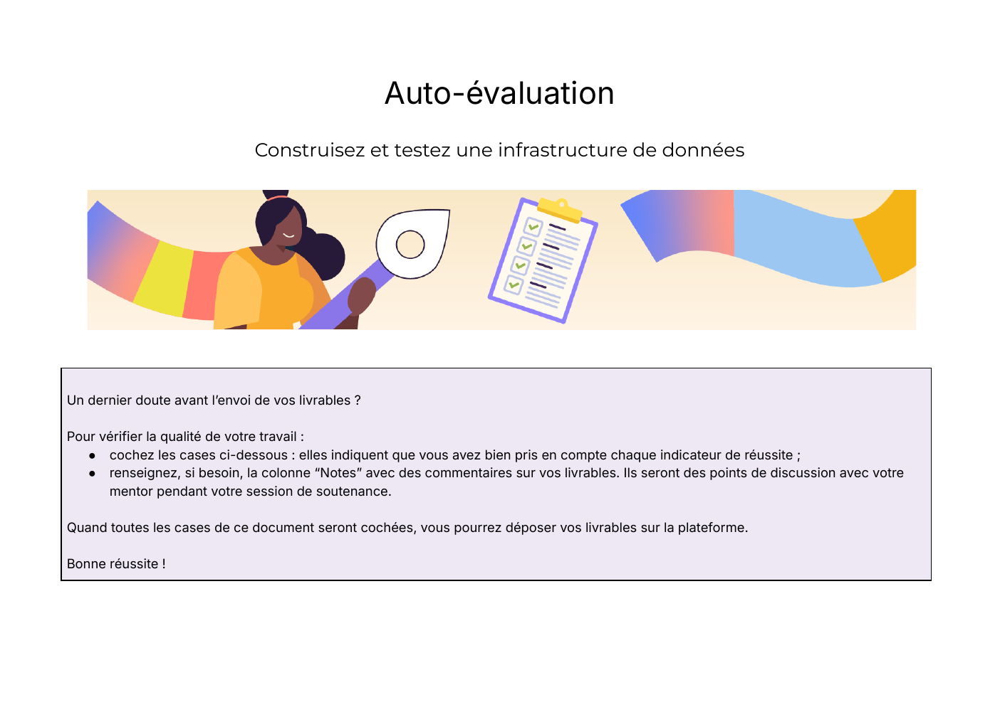 Auto-évaluation
Construisez et testez une infrastructure de données
Un dernier doute avant l’envoi de vos livrables ?
Pour vérifier la qualité de votre travail :
● cochez les cases ci-dessous : elles indiquent que vous avez bien pris en compte chaque indicateur de réussite ;
● renseignez, si besoin, la colonne “Notes” avec des commentaires sur vos livrables. Ils seront des points de discussion avec votre
mentor pendant votre session de soutenance.
Quand toutes les cases de ce document seront cochées, vous pourrez déposer vos livrables sur la plateforme.
Bonne réussite !